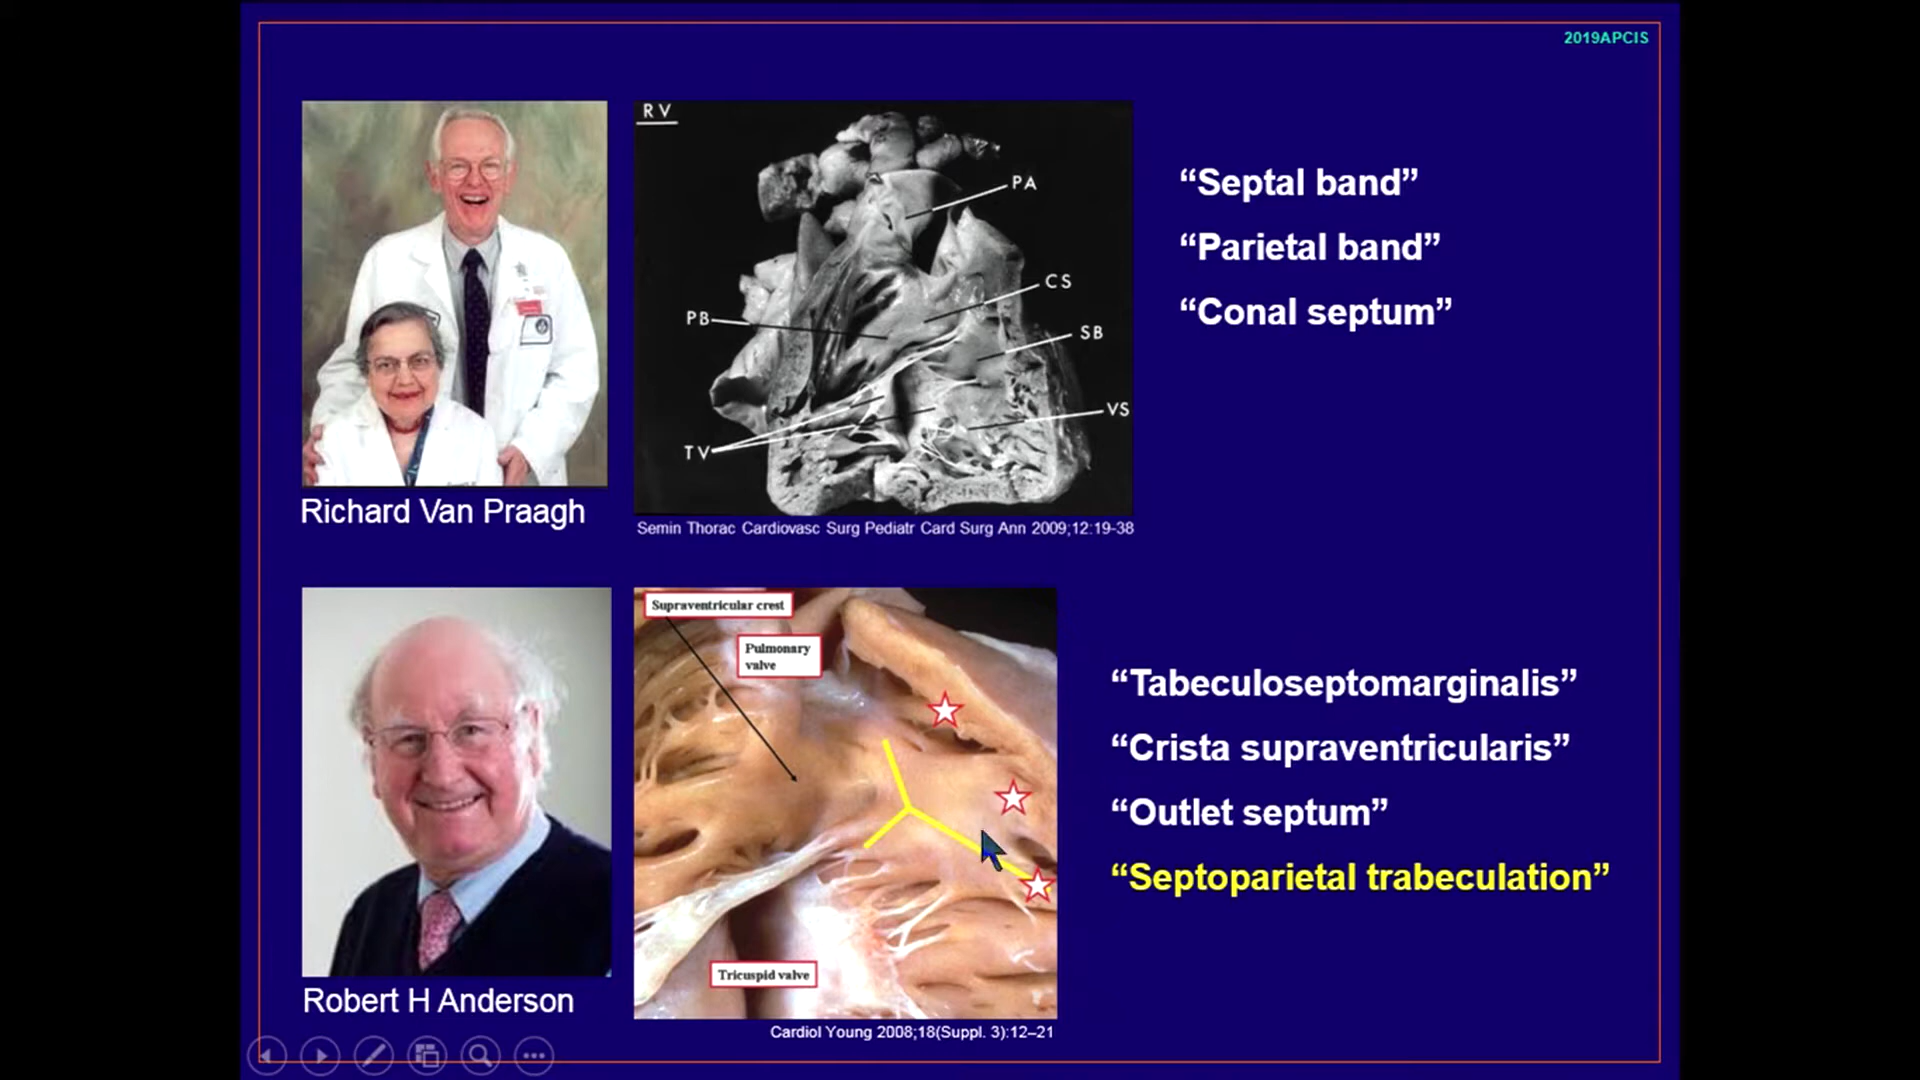 2019APCIS
RV
PA
CS
PB
SB
VS
TV
“Septal band”
“Parietal band”
“Conal septum”
Richard Van Praagh
Semin Thorac Cardiovasc Surg Pediatr Card Surg Ann 2009;12:19-38
Supraventricular crest
Pulmonary
valve
Tricuspid valve
“Tabeculoseptomarginalis”
“Crista supraventricularis”
“Outlet septum”
“Septoparietal trabeculation”
Robert H Anderson
Cardiol Young 2008;18(Suppl. 3):12–21